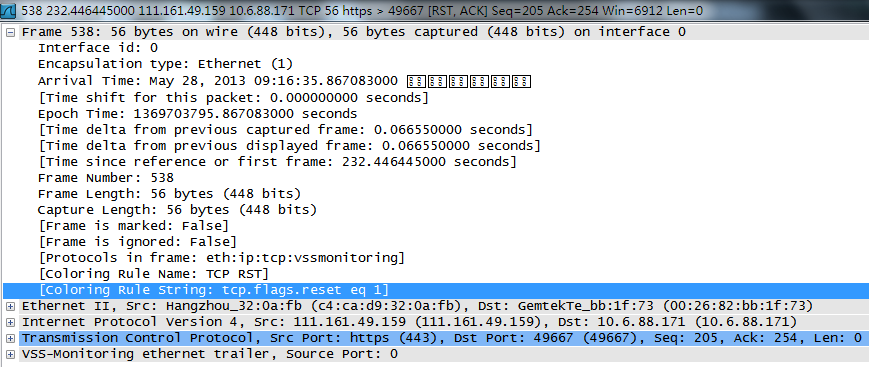 538 232.446445000 111.161.49.159 10.6.88.171 TCP 56 https > 49667 [RST, ACK] Seq=205 Ack=254 Win=6912 Len=0
Frame 538: 56 bytes on wire (448 bits), 56 bytes captured (448 bits) on interface 0
Interface id: 0
Encapsulation type: Ethernet (1)
Arrival Time: May 28, 2013 09:16:35.867083000
[Time shift for this packet: 0.000000000 seconds]
Epoch Time: 1369703795.867083000 seconds
[Time delta from previous captured frame: 0.066550000 seconds]
[Time delta from previous displayed frame: 0.066550000 seconds]
[Time since reference or first frame: 232.446445000 seconds]
Frame Number: 538
Frame Length: 56 bytes (448 bits)
Capture Length: 56 bytes (448 bits)
[Frame is marked: False]
[Frame is ignored: False]
[Protocols in frame: eth:ip:tcp:vssmonitoring]
[Coloring Rule Name: TCP RST]
[Coloring Rule String: tcp.flags.reset eq 1]
Ethernet II, Src: Hangzhou_32:0a:fb (c4:ca:d9:32:0a:fb), Dst: GemtekTe_bb:1f:73 (00:26:82:bb:1f:73)
Internet Protocol Version 4, Src: 111.161.49.159 (111.161.49.159), Dst: 10.6.88.171 (10.6.88.171)
Transmission Control Protocol, Src Port: https (443), Dst Port: 49667 (49667), Seq: 205, Ack: 254, Len: 0
VSS-Monitoring ethernet trailer, Source Port: 0